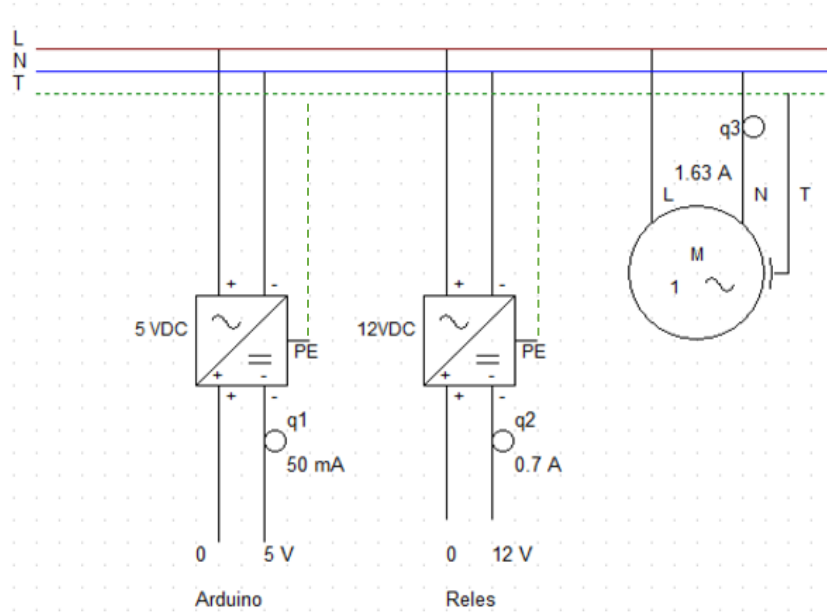 L
N
T
q3
1.63 A
L
N
T
M
1
+
-
+
-
5 VDC
12VDC
PE
PE
+
-
+
-
+
-
+
-
q1
q2
50 mA
0.7 A
0
5 V
0
12 V
Arduino
Reles